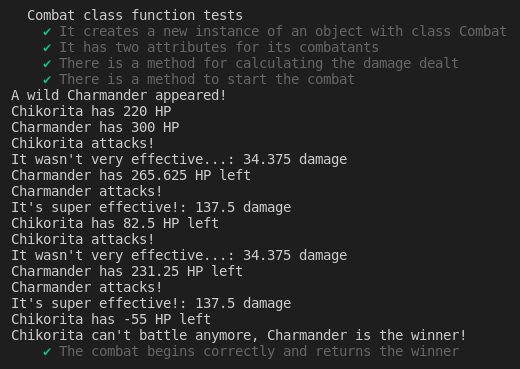 Combat class function tests
✔ It creates a new instance of an object with class Combat
✔ It has two attributes for its combatants
✔ There is a method for calculating the damage dealt
✔ There is a method to start the combat
A wild Charmander appeared!
Chikorita has 220 HP
Charmander has 300 HP
Chikorita attacks!
It wasn't very effective...: 34.375 damage
Charmander has 265.625 HP left
Charmander attacks!
It's super effective!: 137.5 damage
Chikorita has 82.5 HP left
Chikorita attacks!
It wasn't very effective...: 34.375 damage
Charmander has 231.25 HP left
Charmander attacks!
It's super effective!: 137.5 damage
Chikorita has -55 HP left
Chikorita can't battle anymore, Charmander is the winner!
✔ The combat begins correctly and returns the winner